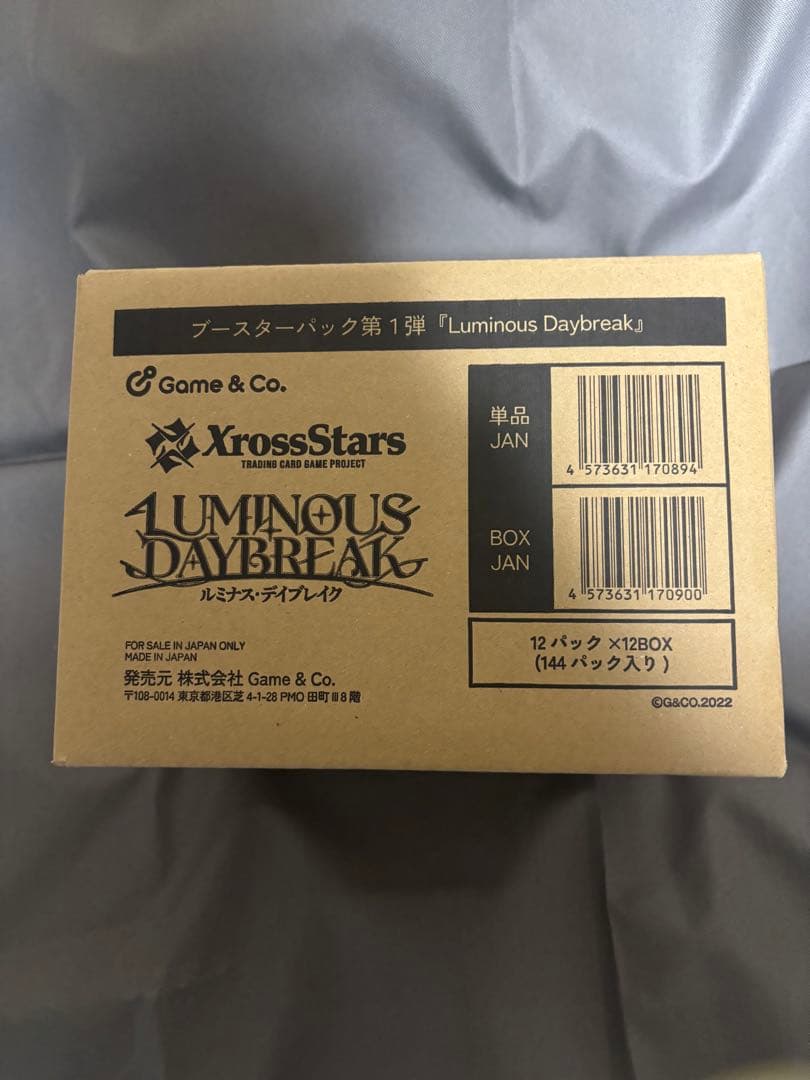 ブースターパック第1弾『Luminous Daybreak』
Game & Co.
XrossStars
TRADING CARD GAME PROJECT
LUMINOUS
DAYBREAK
ルミナス・デイブレイク
FOR SALE IN JAPAN ONLY
MADE IN JAPAN
発売元 株式会社 Game & Co.
〒108-0014 東京都港区芝 4-1-28 PMO 田町 III 8 階
単品
JAN
4 573631 170894
BOX
JAN
4 573631 170900
12 パック ×12BOX
(144 パック入り)
©G&CO.2022